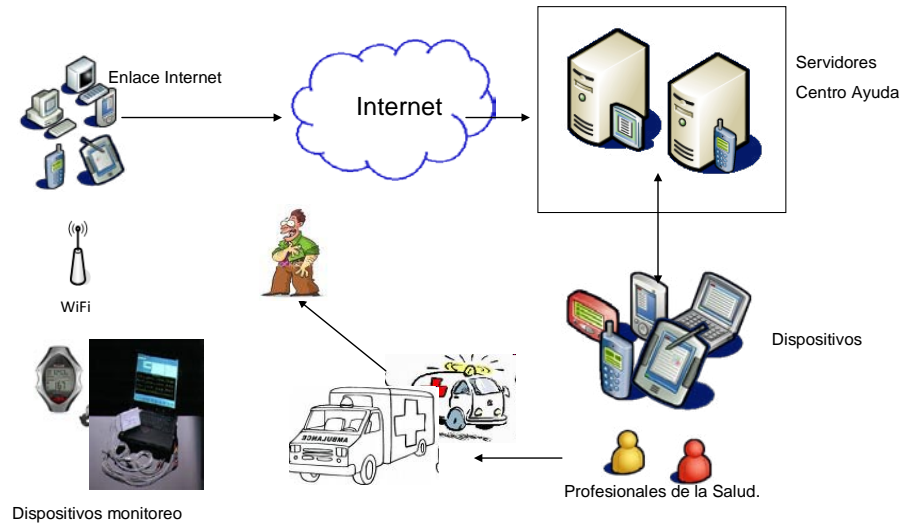 Enlace Internet
Internet
Servidores
Centro Ayuda
WiFi
Dispositivos
AMBULANCE
Profesionales de la Salud.
Dispositivos monitoreo